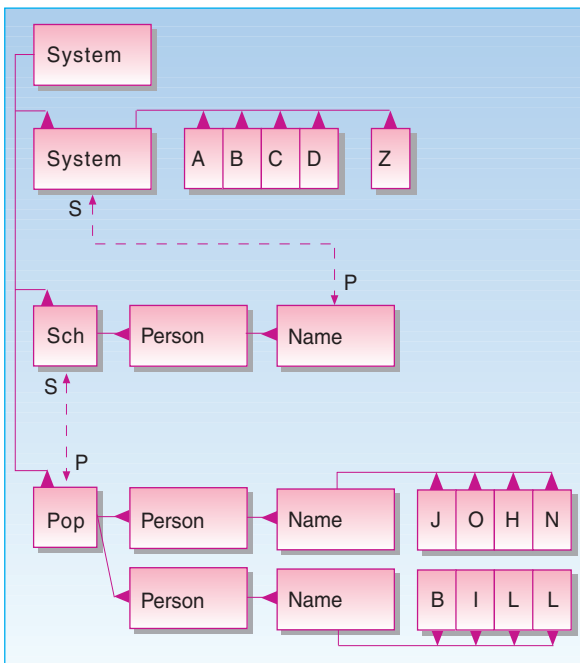 System
System A B C D Z
S
P
Sch Person Name
S
P
Pop Person Name J O H N
Person Name B I L L